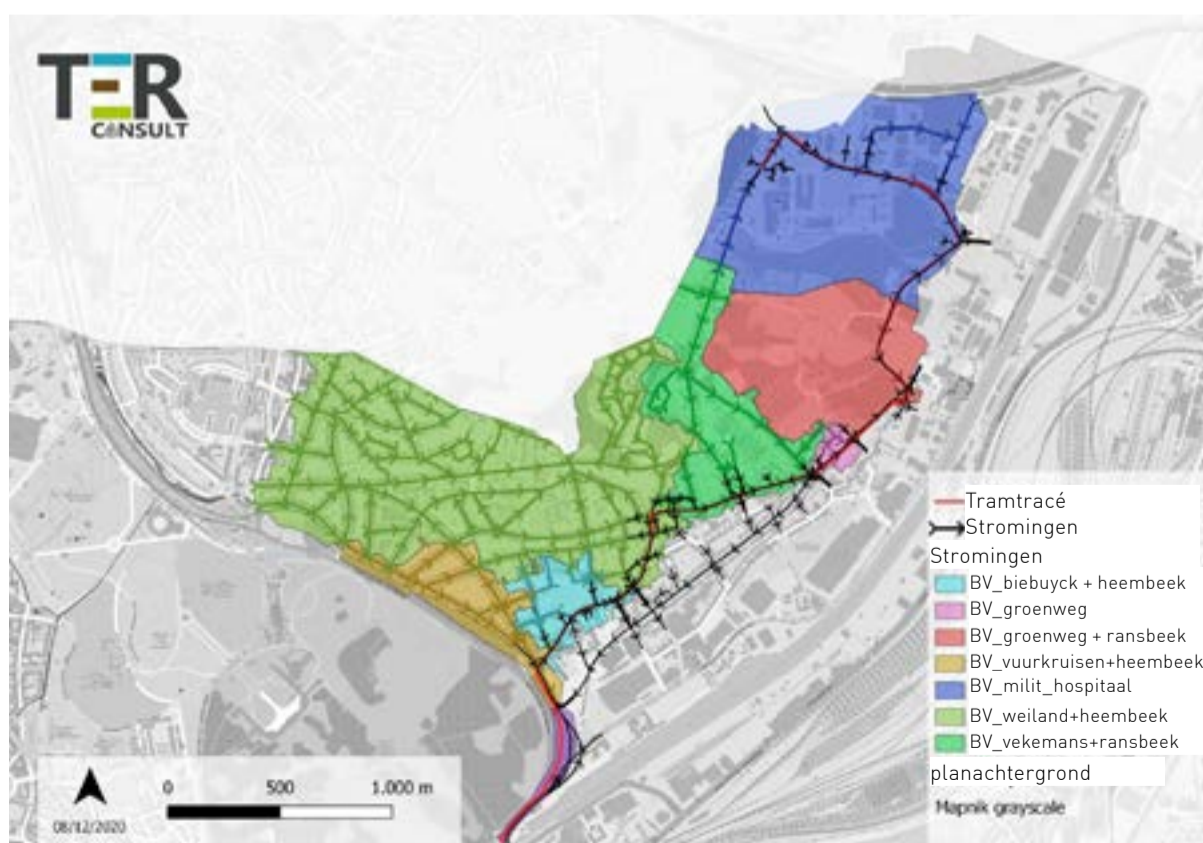 TER
CONSULT
Tramtracé
Stromingen
Stromingen
BV_biebuyck + heembeek
BV_groenweg
BV_groenweg + ransbeek
BV_vuurkruisen+heembeek
BV_milit_hospitaal
BV_weiland+heembeek
BV_vekemans+ransbeek
planachtergrond
Mapnik grayscale
0 500 1.000 m
08/12/2020